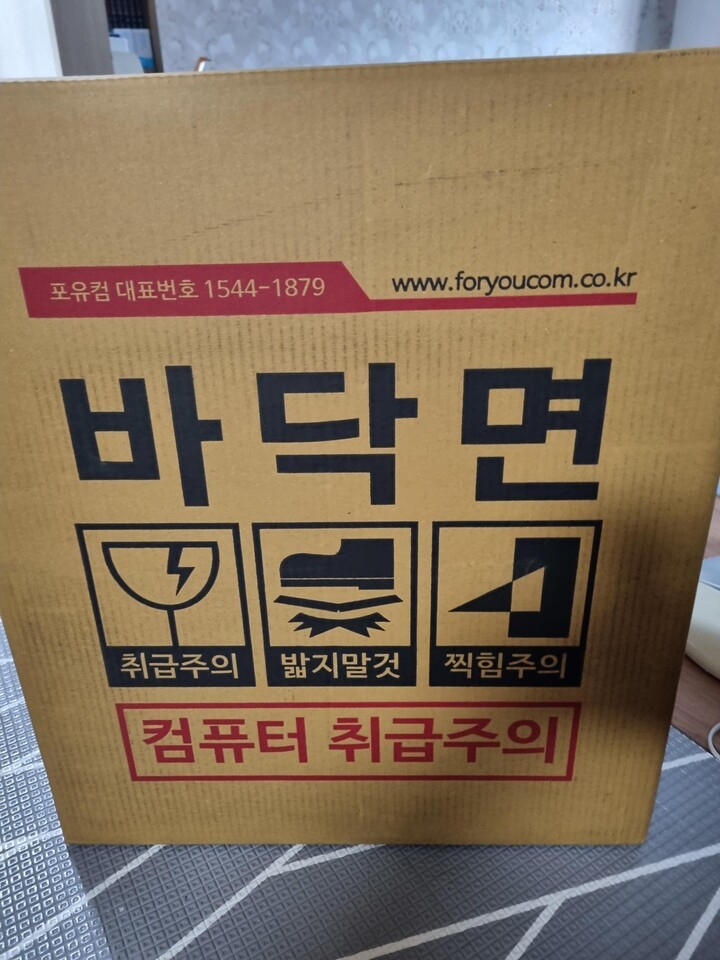 포유컴 대표번호 1544-1879
www.foryoucom.co.kr
바닥면
취급주의
밟지말것
찍힘주의
컴퓨터 취급주의